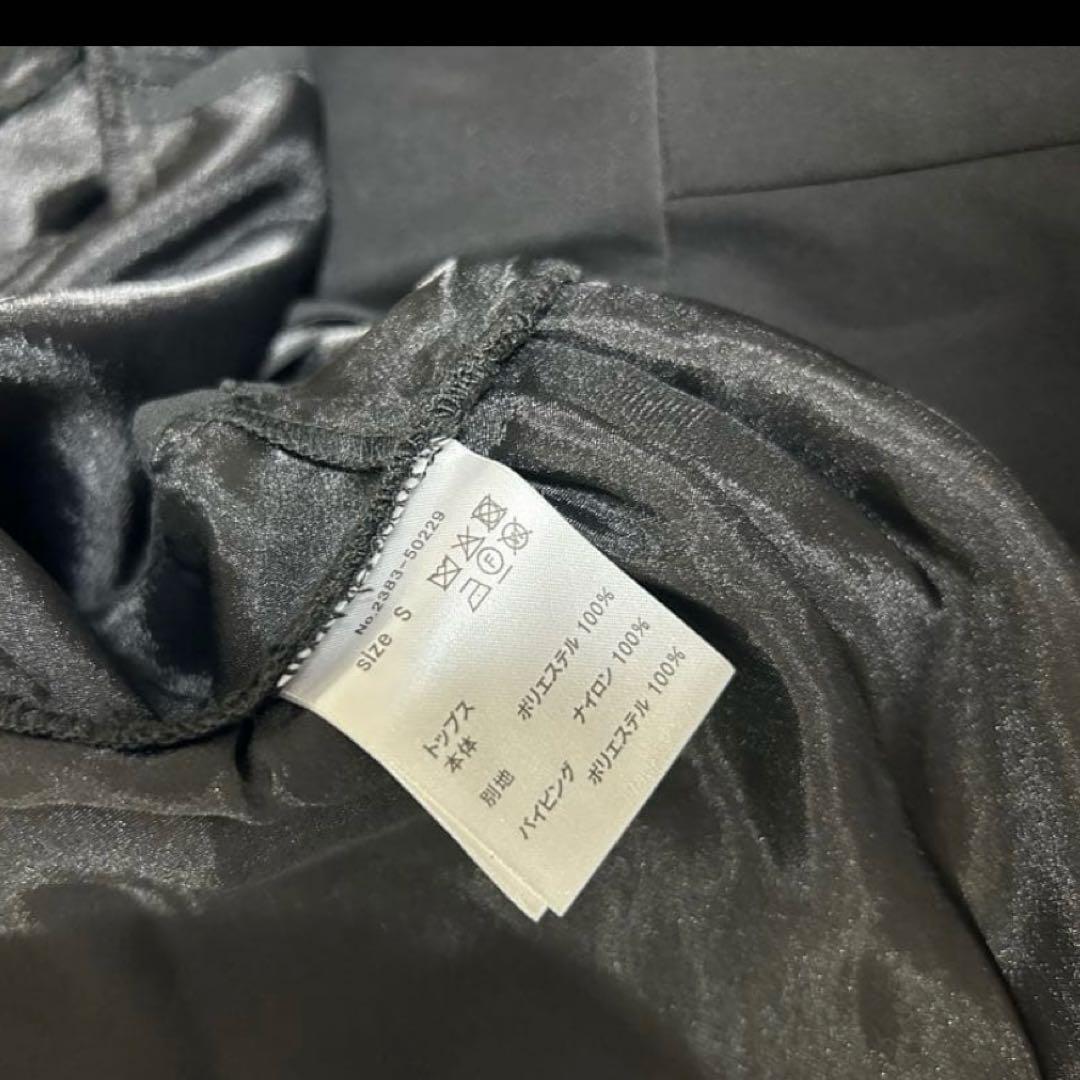 No.2383-50229
size S
トップス
本体 ポリエステル 100%
別地 ナイロン 100%
パイピング ポリエステル 100%
F